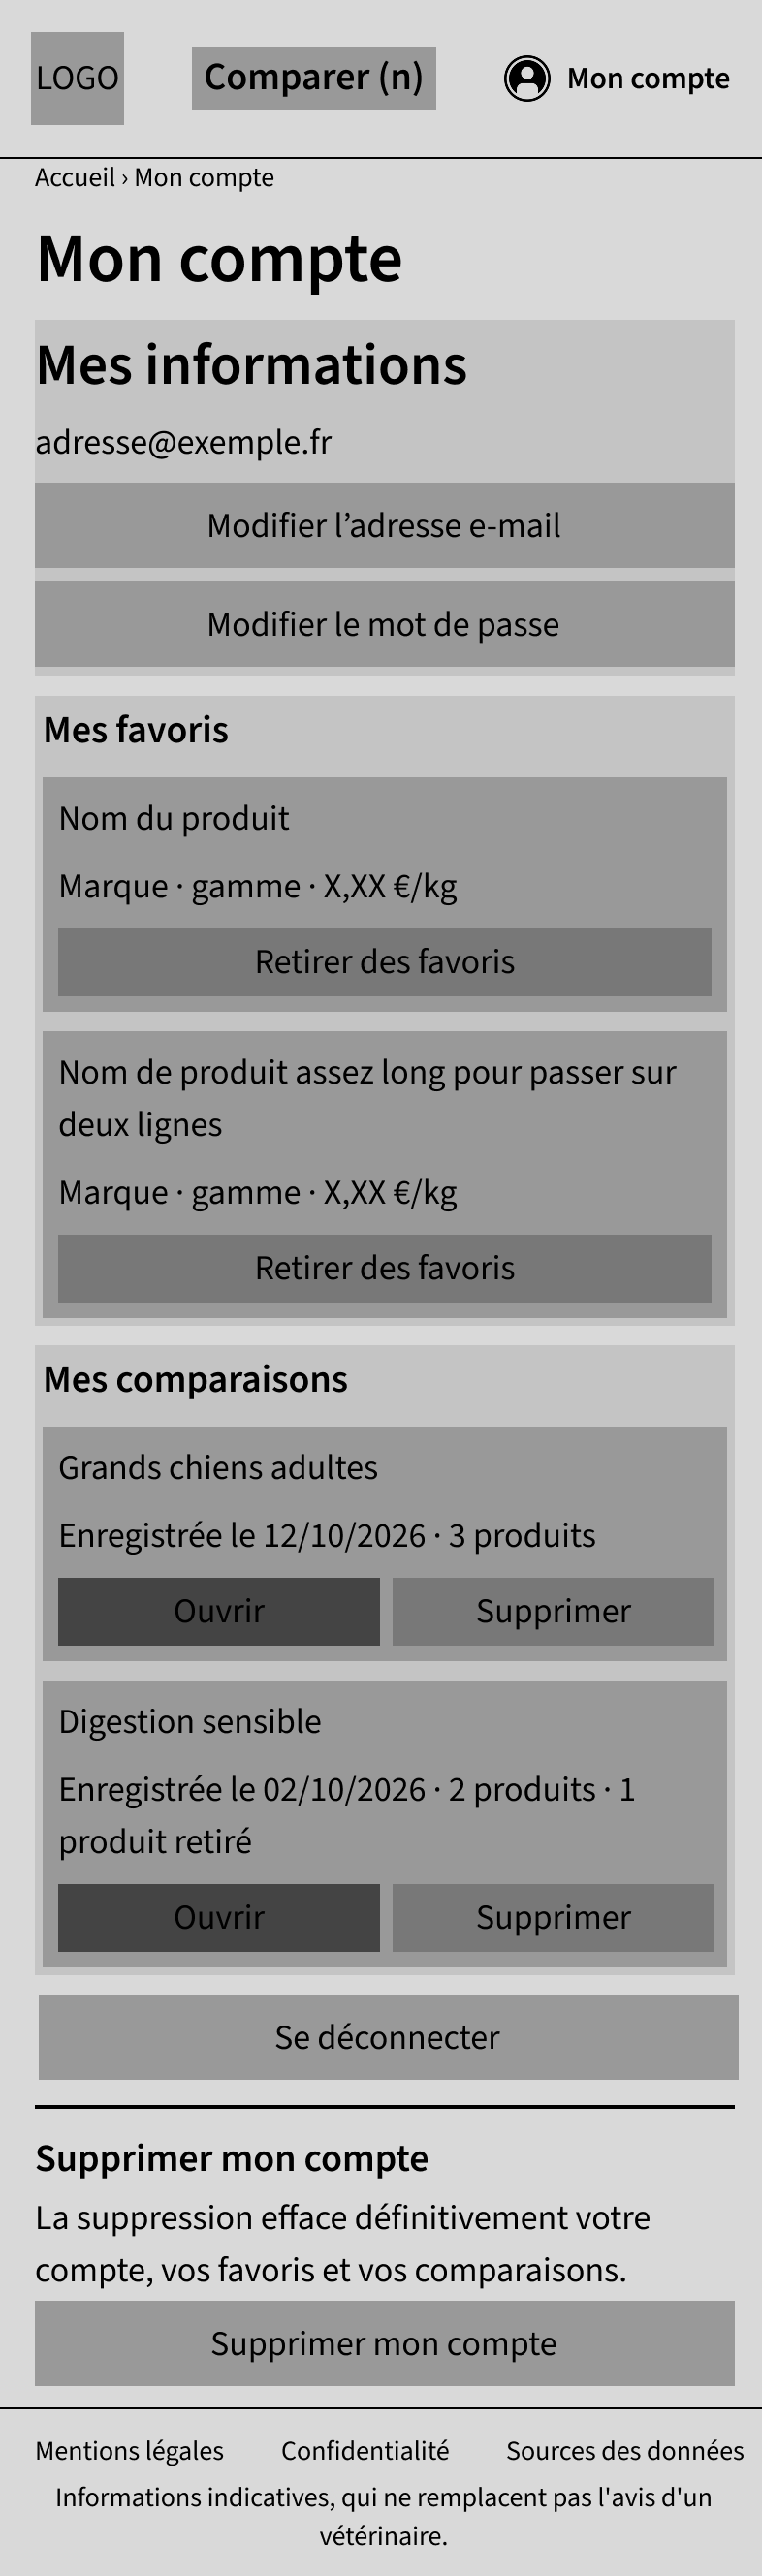 LOGO
Comparer (n)
Mon compte
Accueil › Mon compte
Mon compte
Mes informations
adresse@exemple.fr
Modifier l’adresse e-mail
Modifier le mot de passe
Mes favoris
Nom du produit
Marque · gamme · X,XX €/kg
Retirer des favoris
Nom de produit assez long pour passer sur
deux lignes
Marque · gamme · X,XX €/kg
Retirer des favoris
Mes comparaisons
Grands chiens adultes
Enregistrée le 12/10/2026 · 3 produits
Ouvrir
Supprimer
Digestion sensible
Enregistrée le 02/10/2026 · 2 produits · 1
produit retiré
Ouvrir
Supprimer
Se déconnecter
Supprimer mon compte
La suppression efface définitivement votre
compte, vos favoris et vos comparaisons.
Supprimer mon compte
Mentions légales
Confidentialité
Sources des données
Informations indicatives, qui ne remplacent pas l'avis d'un
vétérinaire.